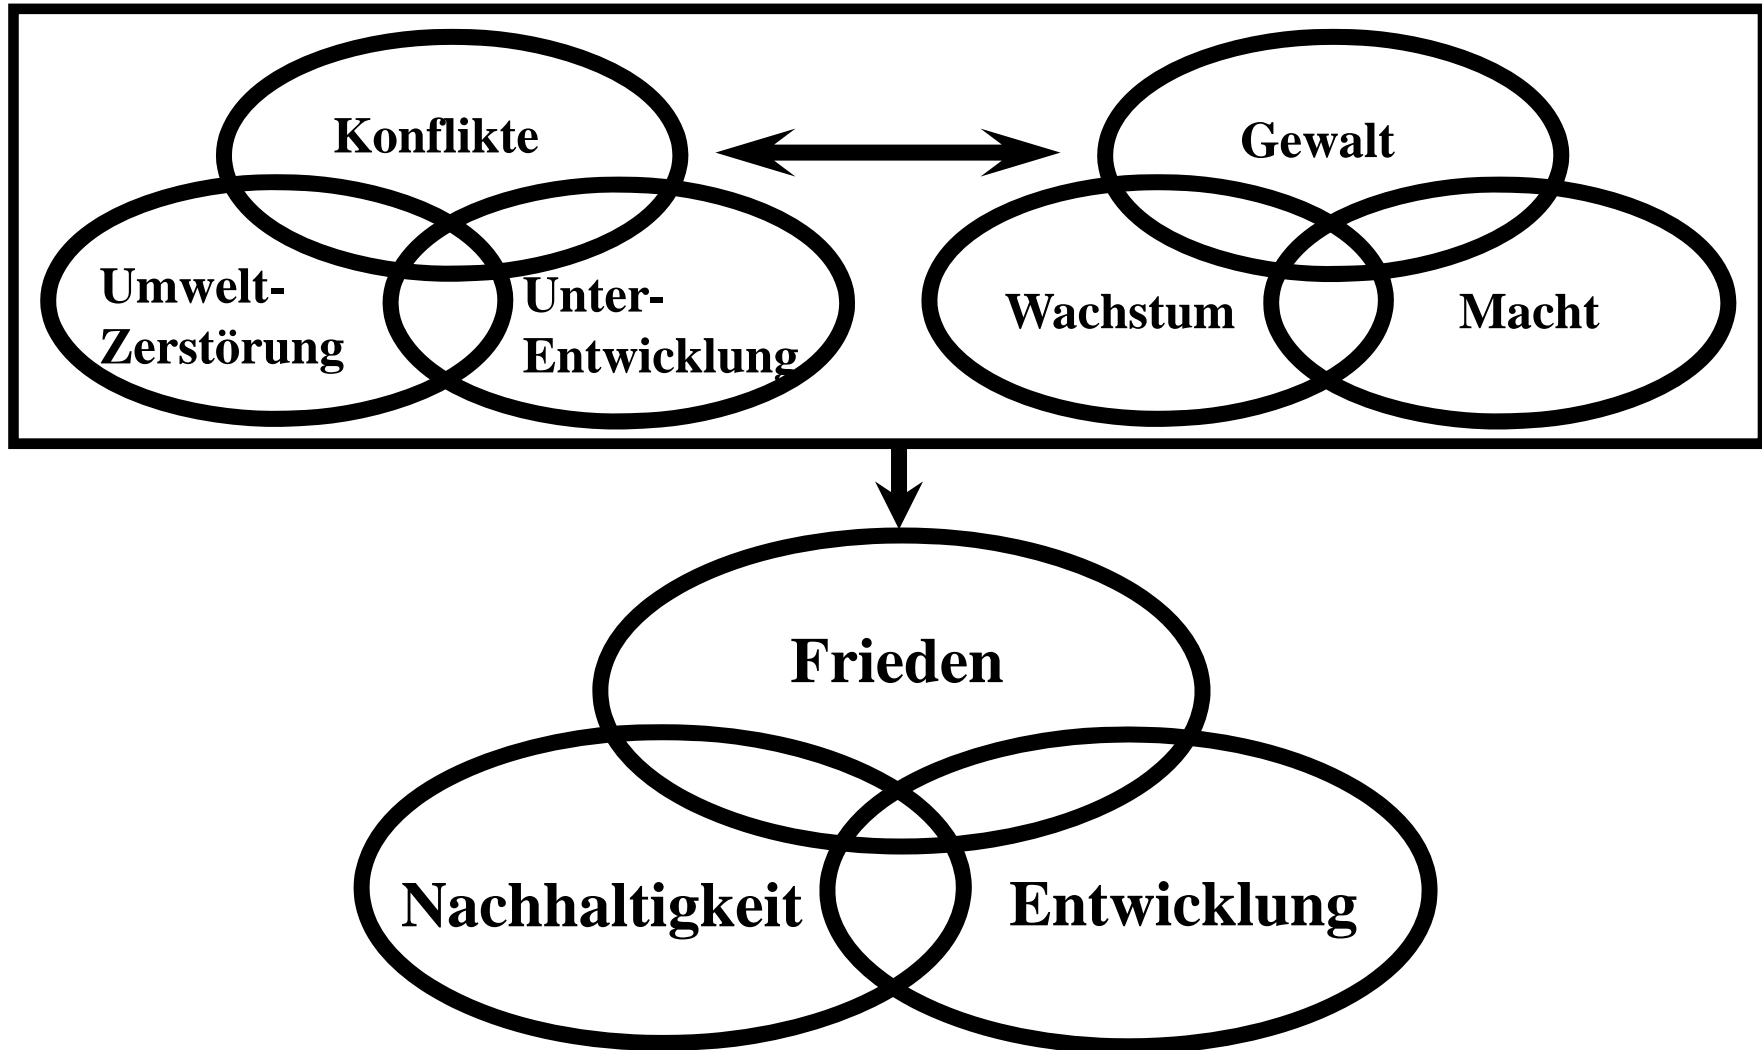 Konflikte
Gewalt
Umwelt-
Zerstörung
Unter-
Entwicklung
Wachstum
Macht
Frieden
Nachhaltigkeit
Entwicklung